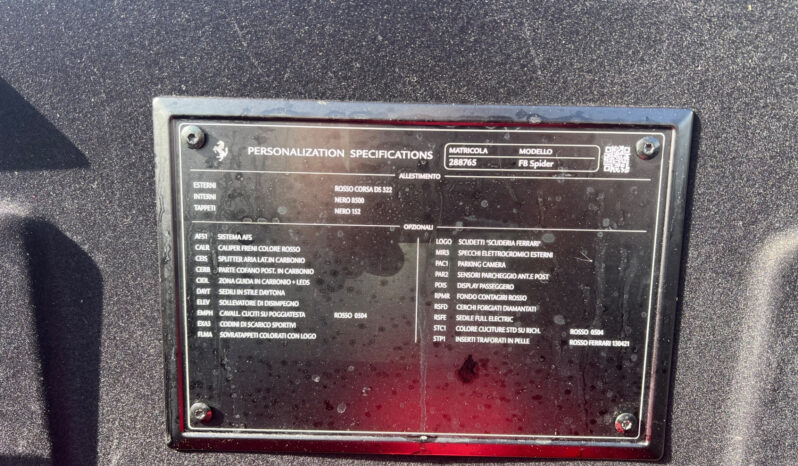 PERSONALIZATION SPECIFICATIONS
MATRICOLA MODELLO
288765 F8 Spider
ALLESTIMENTO
ESTERNI ROSSO CORSA DS 322
INTERNI NERO 8500
TAPPETI NERO 152
OPZIONALI
AFS1 SISTEMA AFS
CALR CALIPER FRENI COLORE ROSSO
CEIS SPLITTER ARIA LAT.IN CARBONIO
CERB PARTE COFANO POST. IN CARBONIO
CIDL ZONA GUIDA IN CARBONIO + LEDS
DAYT SEDILI IN STILE DAYTONA
ELEV SOLLEVATORE DI DISIMPEGNO
EMPH CAVALL. CUCITI SU POGGIATESTA ROSSO 0504
EXAS CODINI DI SCARICO SPORTIVI
FLMA SOVRATAPPETI COLORATI CON LOGO
LOGO SCUDETTI "SCUDERIA FERRARI"
MIR3 SPECCHI ELETTROCROMICI ESTERNI
PAC1 PARKING CAMERA
PAR2 SENSORI PARCHEGGIO ANT.E POST
PDIS DISPLAY PASSEGGERO
RPMR FONDO CONTAGIRI ROSSO
RSFD CERCHI FORGIATI DIAMANTATI
RSFE SEDILE FULL ELECTRIC
STC1 COLORE CUCITURE STD SU RICH. ROSSO 0504
STP1 INSERTI TRAFORATI IN PELLE ROSSO FERRARI 130421